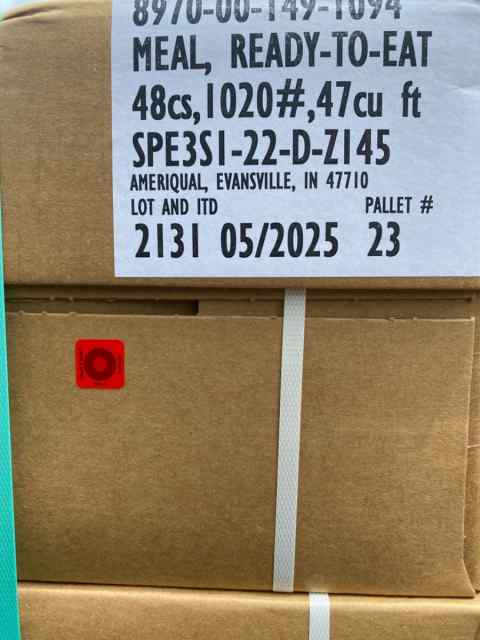 8970-00-149-1094
MEAL, READY-TO-EAT
48cs,1020#,47cu ft
SPE3S1-22-D-Z145
AMERIQUAL, EVANSVILLE, IN 47710
LOT AND ITD PALLET #
2131 05/2025 23